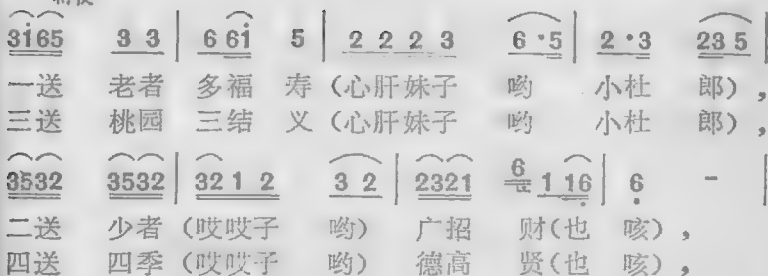 3i65 3 3 | 6 6i 5 | 2 2 2 3 6·5 | 2·3 23 5 |
一送 老者 多福 寿（心肝妹子 哟 小杜 郎），
三送 桃园 三结 义（心肝妹子 哟 小杜 郎），
3532 3532 | 32 1 2 3 2 | 2321 6 1 16 | 6 - |
二送 少者（哎哎子 哟） 广招 财（也 咳），
四送 四季（哎哎子 哟） 德高 贤（也 咳），